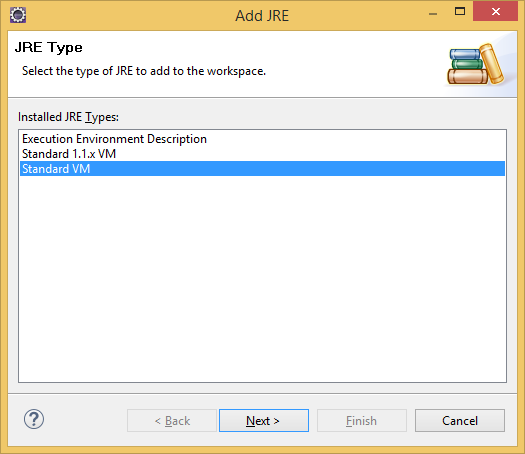 Add JRE
JRE Type
Select the type of JRE to add to the workspace.
Installed JRE Types:
Execution Environment Description
Standard 1.1.x VM
Standard VM
< Back
Next >
Finish
Cancel